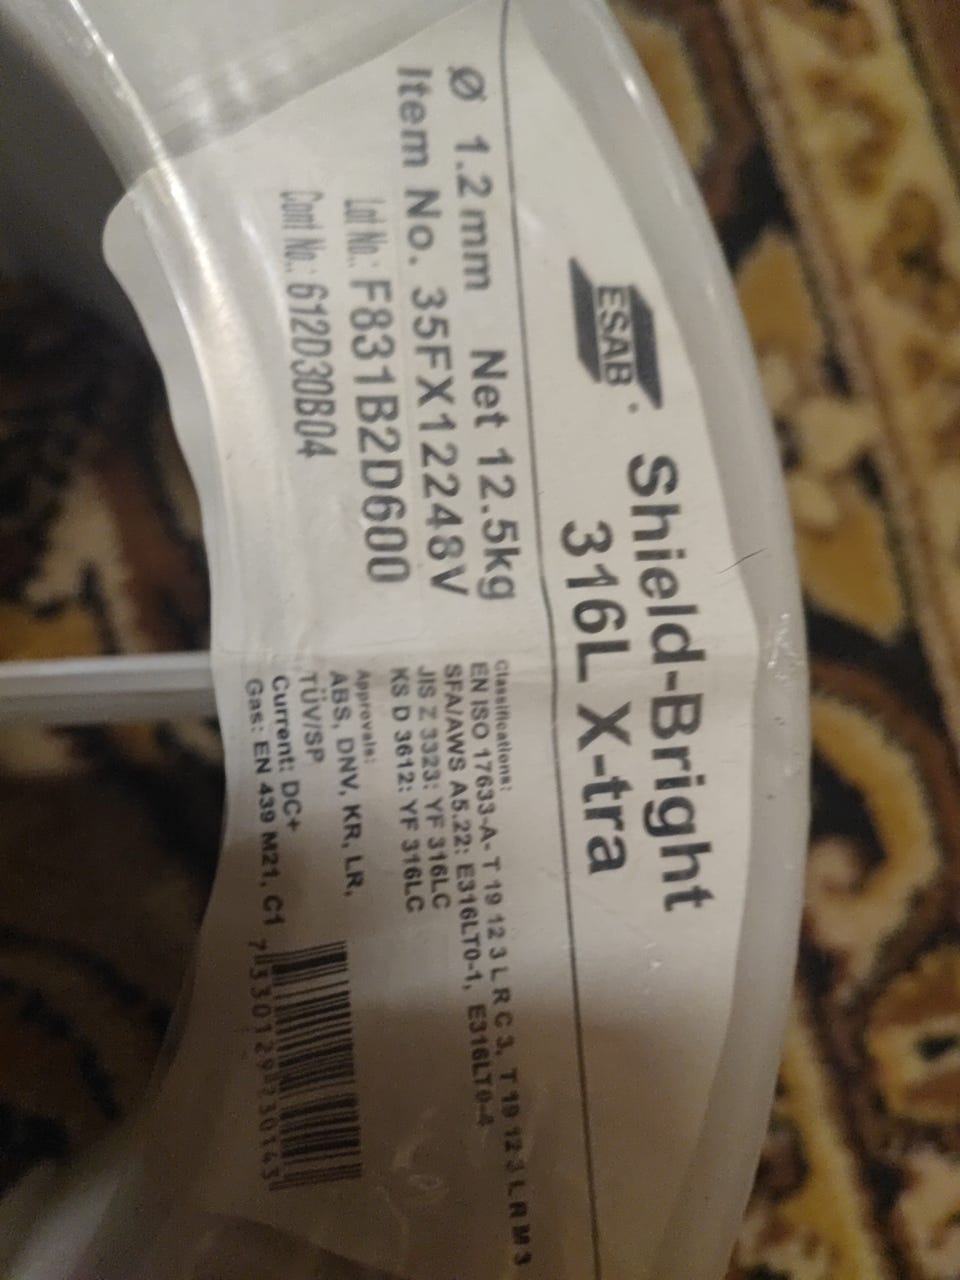 ESAB
Shield-Bright
316L X-tra
Ø 1.2 mm Net 12.5kg
Item No. 35FX12248V
Lot No.: F831B2D600
Cont No.: 612D30B04
Classifications:
EN ISO 17633-A- T 19 12 3 L R C 3, T 19 12 3 L R M 3
SFA/AWS A5.22: E316LT0-1, E316LT0-4
JIS Z 3323: YF 316LC
KS D 3612: YF 316LC
Approvals:
ABS, DNV, KR, LR,
TÜV/SP
Current: DC+
Gas: EN 439 M21, C1
7330129230143